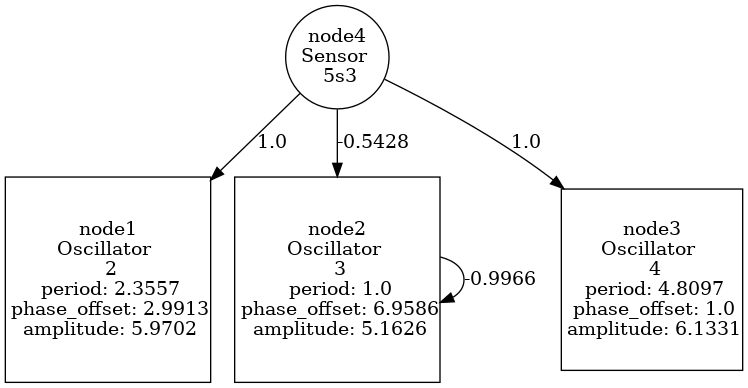 node4
Sensor
5s3
1.0
-0.5428
1.0
node1
Oscillator
2
period: 2.3557
phase_offset: 2.9913
amplitude: 5.9702
node2
Oscillator
3
period: 1.0
phase_offset: 6.9586
amplitude: 5.1626
-0.9966
node3
Oscillator
4
period: 4.8097
phase_offset: 1.0
amplitude: 6.1331